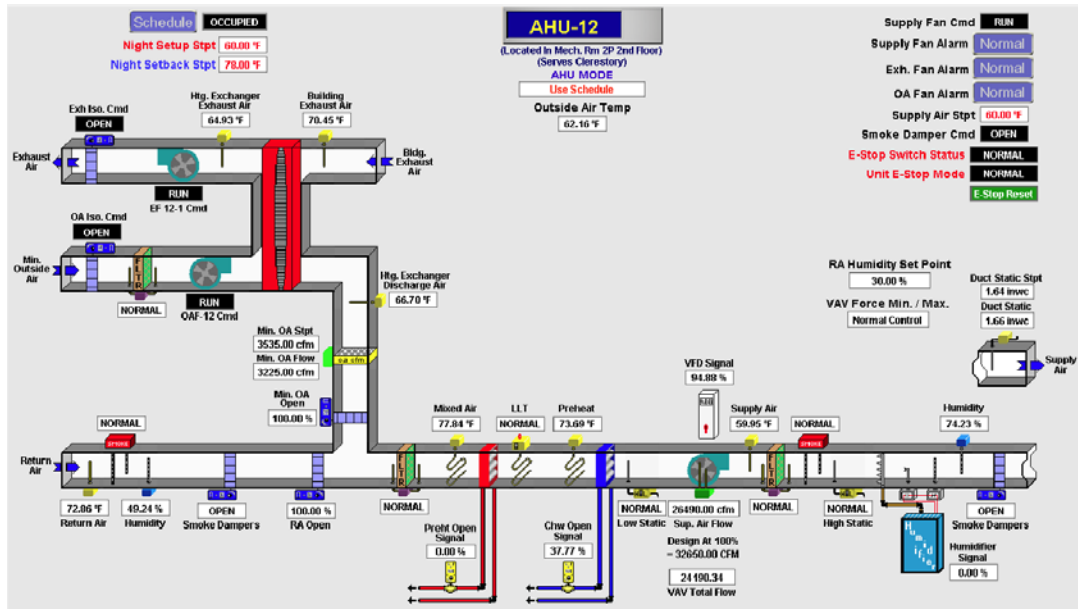 Schedule
OCCUPIED
Night Setup Stpt 60.00 °F
Night Setback Stpt 78.00 °F
AHU-12
(Located In Mech. Rm 2P 2nd Floor)
(Serves Clerestory)
AHU MODE
Use Schedule
Outside Air Temp
62.16 °F
Supply Fan Cmd RUN
Supply Fan Alarm Normal
Exh. Fan Alarm Normal
OA Fan Alarm Normal
Supply Air Stpt 60.00 °F
Smoke Damper Cmd OPEN
E-Stop Switch Status NORMAL
Unit E-Stop Mode NORMAL
E-Stop Reset
Exh Iso. Cmd
OPEN
Htg. Exchanger
Exhaust Air
64.93 °F
Building
Exhaust Air
70.45 °F
Exhaust
Air
Bldg.
Exhaust
Air
RUN
EF 12-1 Cmd
OA Iso. Cmd
OPEN
Min.
Outside
Air
FLTR
NORMAL
RUN
OAF-12 Cmd
Htg. Exchanger
Discharge Air
66.70 °F
Min. OA Stpt
3535.00 cfm
Min. OA Flow
3225.00 cfm
oa cfm
Min. OA
Open
100.00 %
RA Humidity Set Point
30.00 %
VAV Force Min. / Max.
Normal Control
Duct Static Stpt
1.64 inwc
Duct Static
1.66 inwc
Supply
Air
VFD Signal
94.88 %
NORMAL
SMOKE
Mixed Air
77.84 °F
LLT
NORMAL
Preheat
73.69 °F
Supply Air
59.95 °F
NORMAL
SMOKE
Humidity
74.23 %
Return
Air
FLTR
FLTR
72.06 °F
Return Air
49.24 %
Humidity
OPEN
Smoke Dampers
100.00 %
RA Open
NORMAL
NORMAL
Low Static
26490.00 cfm
Sup. Air Flow
NORMAL
NORMAL
High Static
OPEN
Smoke Dampers
Preht Open
Signal
0.00 %
Chw Open
Signal
37.77 %
Design At 100%
= 32650.00 CFM
24190.34
VAV Total Flow
Humidifier
Humidifier
Signal
0.00 %